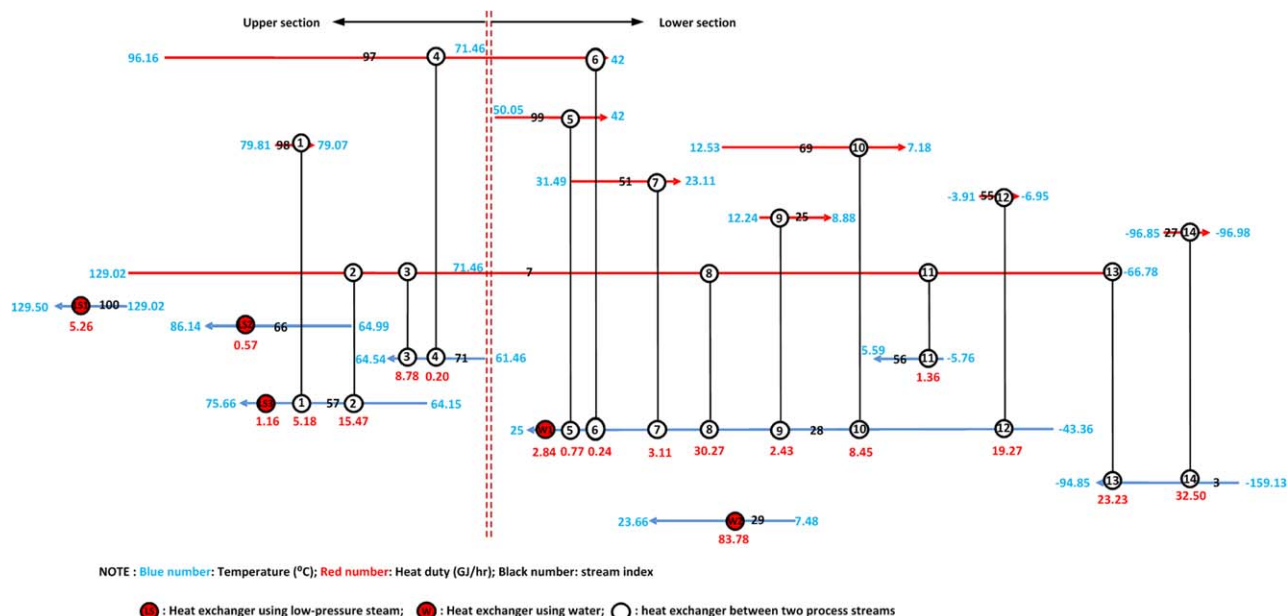 Upper section Lower section
96.16 97 4 71.46 6 42
50.05 99 5 42
79.81 98 1 79.07
12.53 69 10 7.18
31.49 51 7 23.11
-3.91 55 12 -6.95
12.24 9 25 8.88
-96.85 27 14 -96.98
129.02 2 3 71.46 7 8 11 13 -66.78
129.50 LS1 100 129.02
5.26
86.14 LS2 66 64.99
0.57
64.54 3 4 71 61.46
8.78 0.20
5.59 56 11 -5.76
1.36
75.66 LS3 1 57 2 64.15
1.16 5.18 15.47
25 W1 5 6 7 8 9 28 10 12 -43.36
2.84 0.77 0.24 3.11 30.27 2.43 8.45 19.27
-94.85 13 14 3 -159.13
23.23 32.50
23.66 W2 29 7.48
83.78
NOTE : Blue number: Temperature (°C); Red number: Heat duty (GJ/hr); Black number: stream index
LS : Heat exchanger using low-pressure steam; W : Heat exchanger using water; : heat exchanger between two process streams